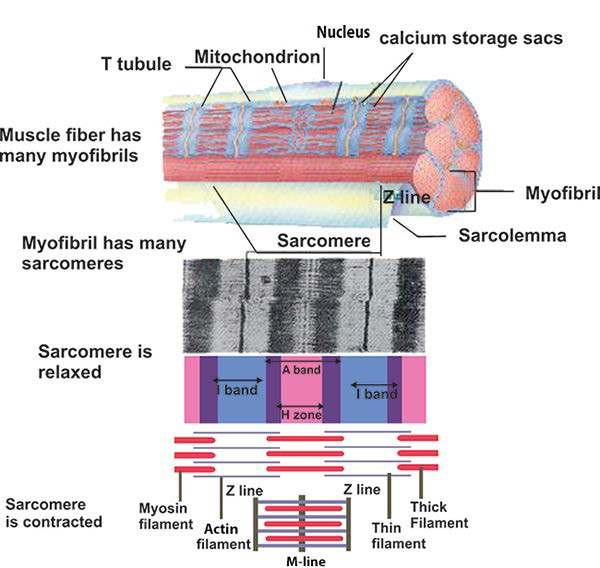 Nucleus
calcium storage sacs
Mitochondrion
T tubule
Muscle fiber has
many myofibrils
Z line
Myofibril
Sarcolemma
Myofibril has many
sarcomeres
Sarcomere
Sarcomere is
relaxed
A band
I band
I band
H zone
Z line
Z line
Sarcomere
is contracted
Myosin
filament
Actin
filament
Thin
filament
Thick
Filament
M-line